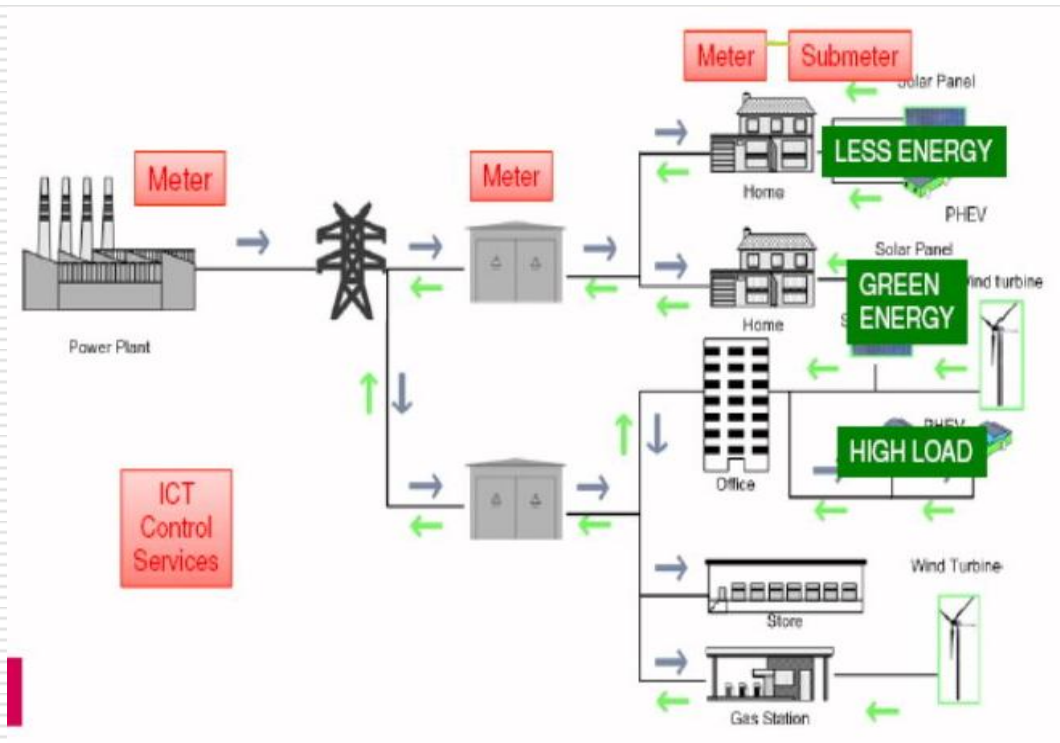 Meter
Submeter
Solar Panel
Meter
Meter
LESS ENERGY
Home
PHEV
Solar Panel
GREEN
ENERGY
Wind turbine
Home
Power Plant
PHEV
HIGH LOAD
Office
ICT
Control
Services
Wind Turbine
Store
Gas Station